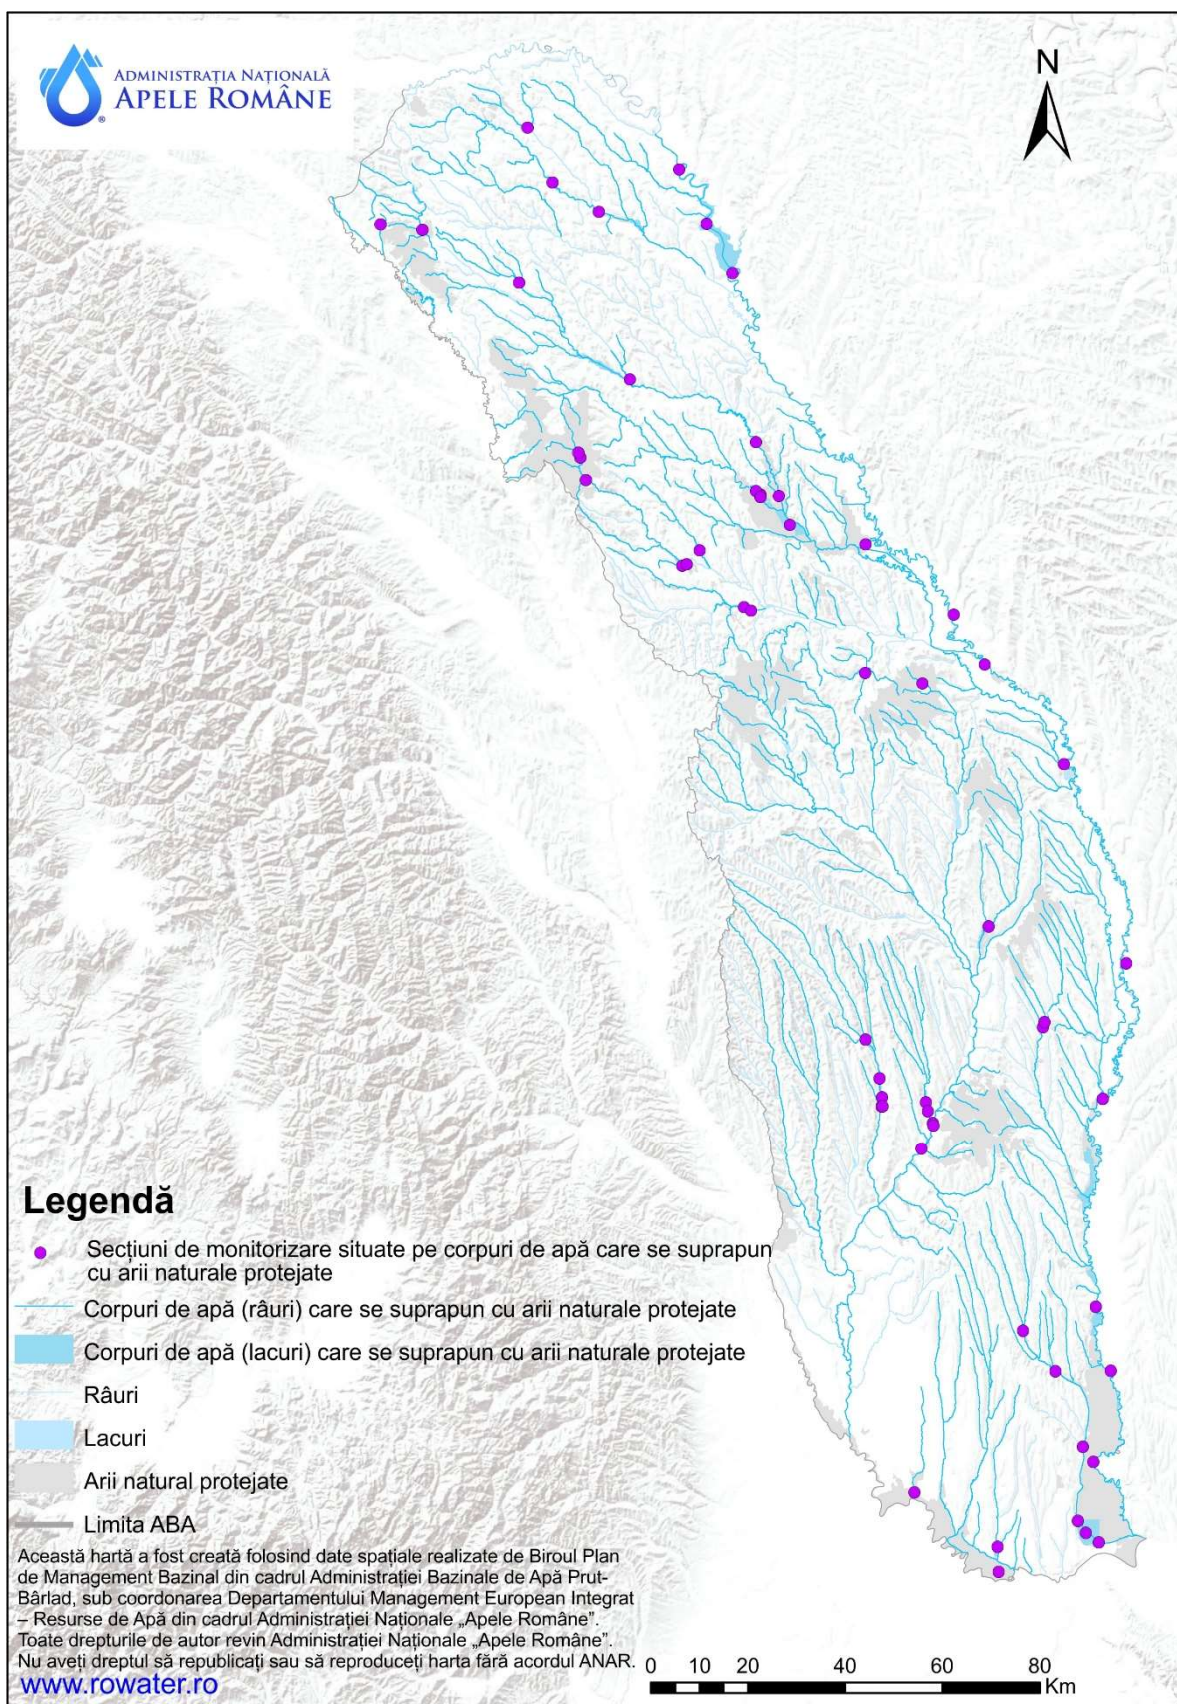 ADMINISTRAȚIA NAȚIONALĂ
APELE ROMÂNE
®
N
Legendă
Secțiuni de monitorizare situate pe corpuri de apă care se suprapun
cu arii naturale protejate
Corpuri de apă (râuri) care se suprapun cu arii naturale protejate
Corpuri de apă (lacuri) care se suprapun cu arii naturale protejate
Râuri
Lacuri
Arii natural protejate
Limita ABA
Această hartă a fost creată folosind date spațiale realizate de Biroul Plan
de Management Bazinal din cadrul Administrației Bazinale de Apă Prut-
Bârlad, sub coordonarea Departamentului Management European Integrat
– Resurse de Apă din cadrul Administrației Naționale „Apele Române”.
Toate drepturile de autor revin Administrației Naționale „Apele Române”.
Nu aveți dreptul să republicați sau să reproduceți harta fără acordul ANAR.
www.rowater.ro
0 10 20 40 60 80
Km